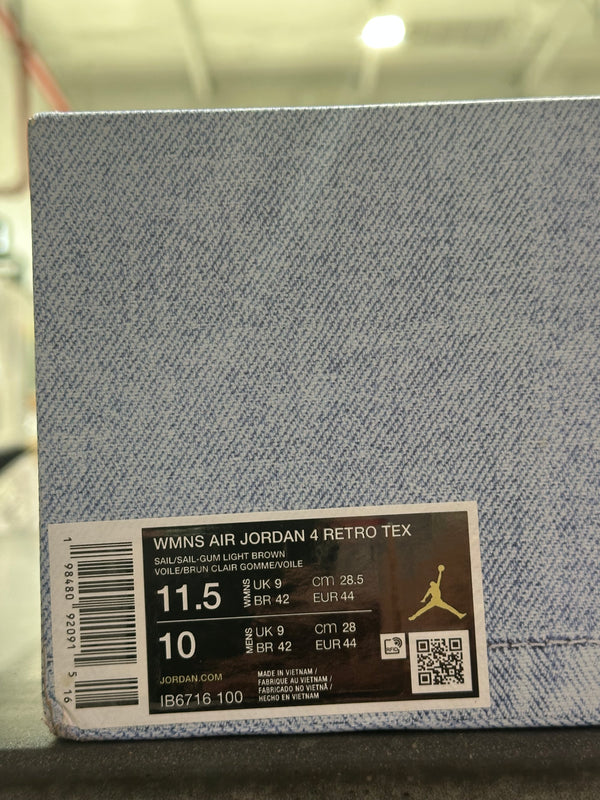 WMNS AIR JORDAN 4 RETRO TEX
SAIL/SAIL-GUM LIGHT BROWN
VOILE/BRUN CLAIR GOMME/VOILE
11.5 WMNS UK 9 CM 28.5
BR 42 EUR 44
10 MENS UK 9 CM 28
BR 42 EUR 44
RFID
JORDAN.COM
IB6716 100
MADE IN VIETNAM /
FABRIQUE AU VIETNAM /
FABRICADO NO VIETNÃ /
HECHO EN VIETNAM
1 98480 92091 5 16